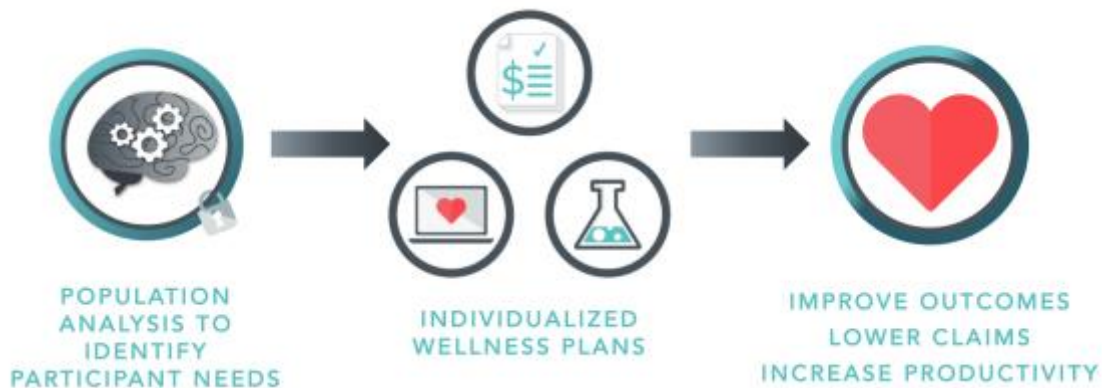 $
POPULATION
ANALYSIS TO
IDENTIFY
PARTICIPANT NEEDS
INDIVIDUALIZED
WELLNESS PLANS
IMPROVE OUTCOMES
LOWER CLAIMS
INCREASE PRODUCTIVITY